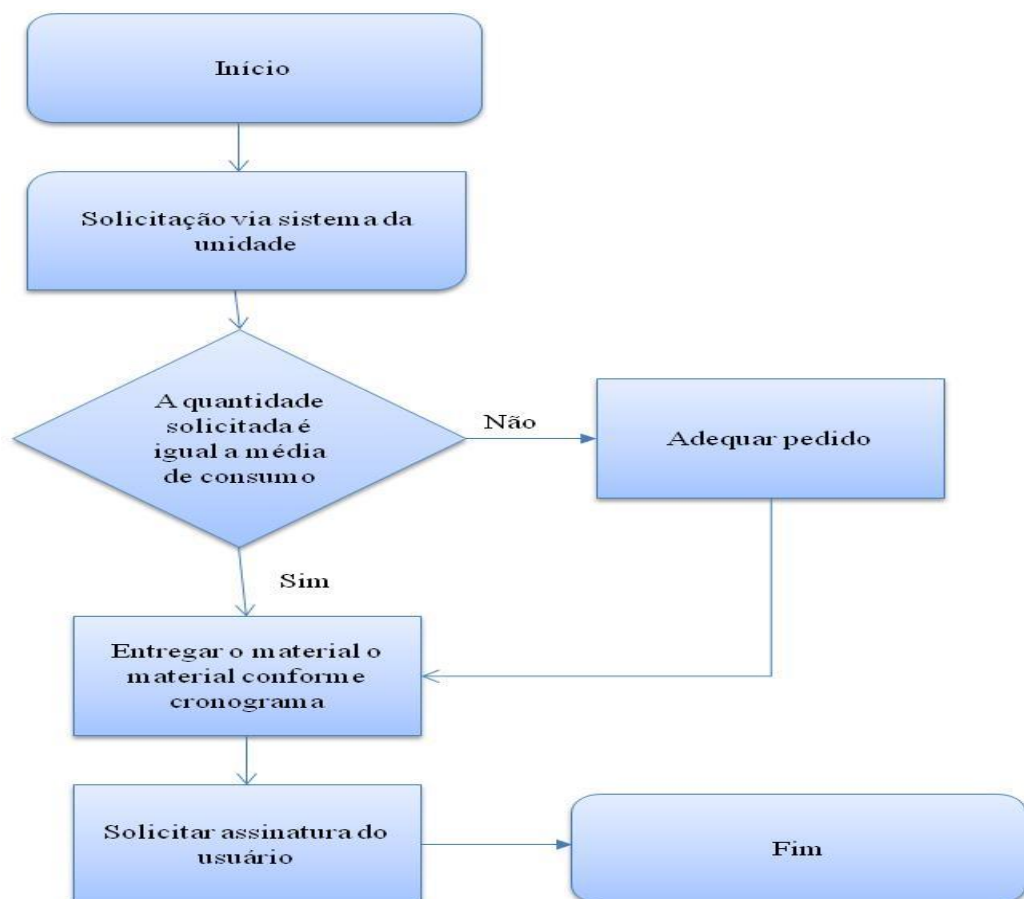 Início
Solicitação via sistema da
unidade
A quantidade
solicitada é
igual a média
de consumo
Não
Adequar pedido
Sim
Entregar o material o
material conforme
cronograma
Solicitar assinatura do
usuário
Fim